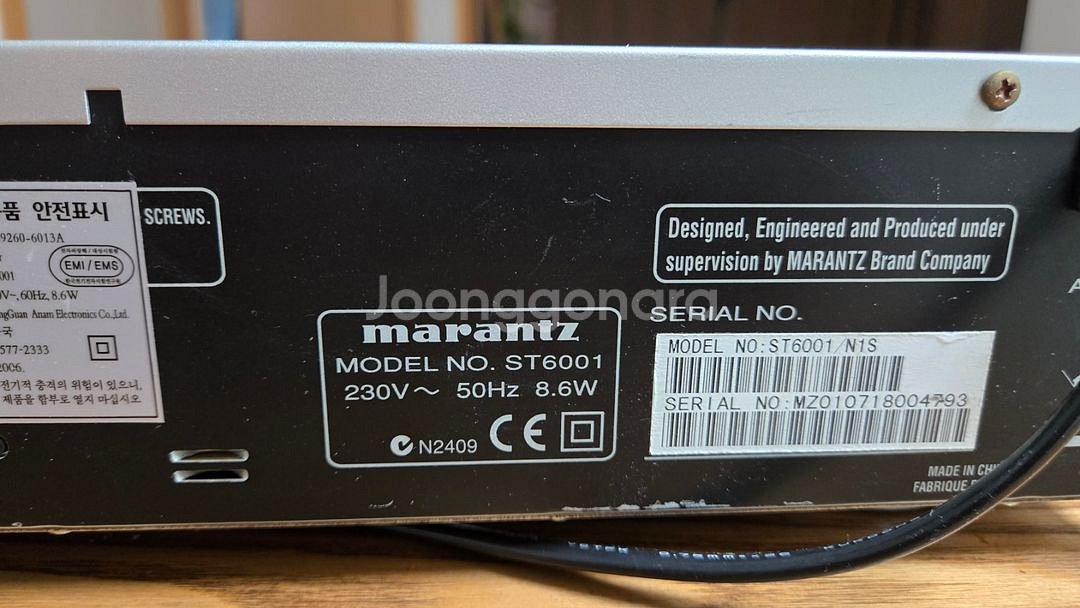 품 안전표시
9260-6013A
EMI / EMS
001
V~, 60Hz, 8.6W
Guan Anam Electronics Co.,Ltd.
국
577-2333
2006.
전기적 충격의 위험이 있으니,
제품을 함부로 열지 마십시오
SCREWS.
Joonggonara
marantz
MODEL NO. ST6001
230V～ 50Hz 8.6W
N2409 CE
Designed, Engineered and Produced under
supervision by MARANTZ Brand Company
SERIAL NO.
MODEL NO:ST6001/N1S
SERIAL NO:MZ010718004793
MADE IN CHI
FABRIQUE